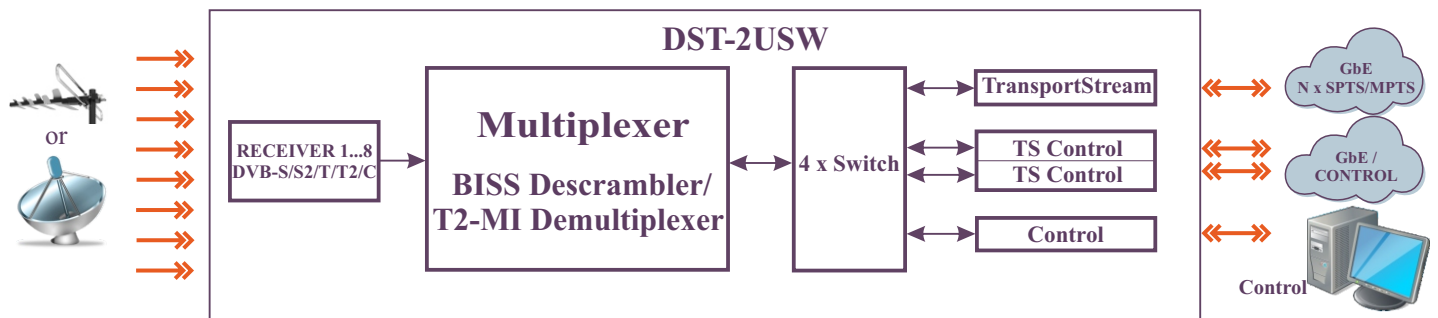 DST-2USW
or
RECEIVER 1...8
DVB-S/S2/T/T2/C
Multiplexer
BISS Descrambler/
T2-MI Demultiplexer
4 x Switch
TransportStream
TS Control
TS Control
Control
GbE
N x SPTS/MPTS
GbE /
CONTROL
Control